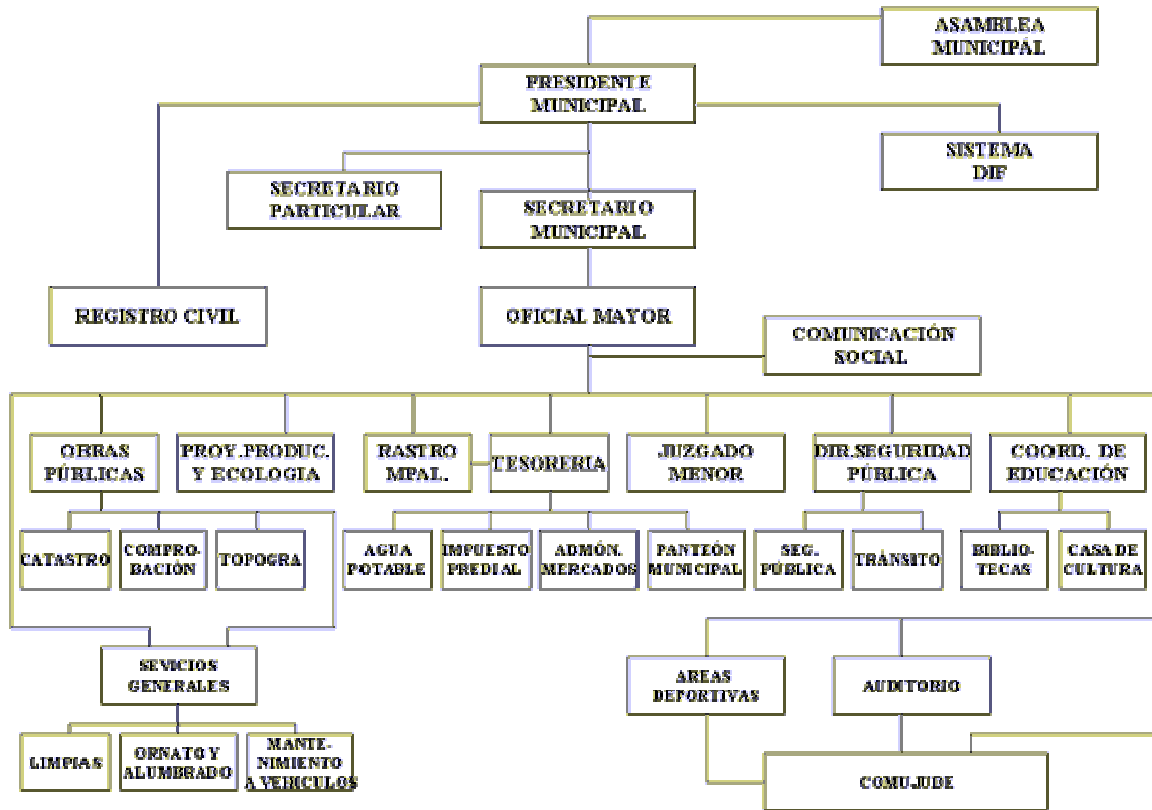 ASAMBLEA
MUNICIPAL
PRESIDENTE
MUNICIPAL
SISTEMA
DIF
SECRETARIO
PARTICULAR
SECRETARIO
MUNICIPAL
REGISTRO CIVIL
OFICIAL MAYOR
COMUNICACIÓN
SOCIAL
OBRAS
PÚBLICAS
PROY.PRODUC.
Y ECOLOGIA
RASTRO
MPAL.
TESORERIA
JUZGADO
MENOR
DIR.SEGURIDAD
PÚBLICA
COORD. DE
EDUCACIÓN
CATASTRO
COMPRO-
BACIÓN
TOPOGRA
AGUA
POTABLE
IMPUESTO
PREDIAL
ADMÓN.
MERCADOS
PANTEÓN
MUNICIPAL
SEG.
PÚBLICA
TRÁNSITO
BIBLIO-
TECAS
CASA DE
CULTURA
SEVICIOS
GENERALES
AREAS
DEPORTIVAS
AUDITORIO
LIMPIAS
ORNATO Y
ALUMBRADO
MANTE-
NIMIENTO
A VEHICULOS
COMUJUDE